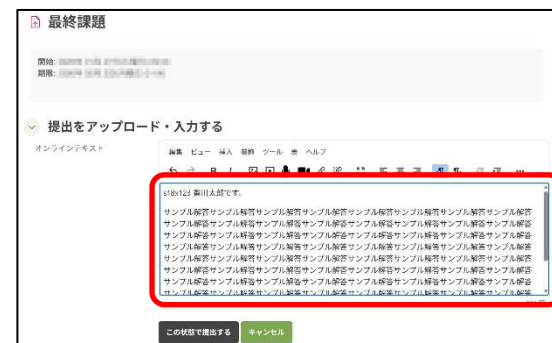 最終課題
開始:
期限:
提出をアップロード・入力する
オンラインテキスト
編集 ビュー 挿入 装飾 ツール 表 ヘルプ
s18x123 香川太郎です。
サンプル解答サンプル解答サンプル解答サンプル解答サンプル解答サンプル解答サンプル解答
サンプル解答サンプル解答サンプル解答サンプル解答サンプル解答サンプル解答サンプル解答
サンプル解答サンプル解答サンプル解答サンプル解答サンプル解答サンプル解答サンプル解答
サンプル解答サンプル解答サンプル解答サンプル解答サンプル解答サンプル解答サンプル解答
サンプル解答サンプル解答サンプル解答サンプル解答サンプル解答サンプル解答サンプル解答
サンプル解答サンプル解答サンプル解答サンプル解答サンプル解答サンプル解答サンプル解答
サンプル解答サンプル解答サンプル解答サンプル解答サンプル解答サンプル解答サンプル解答
この状態で提出する キャンセル